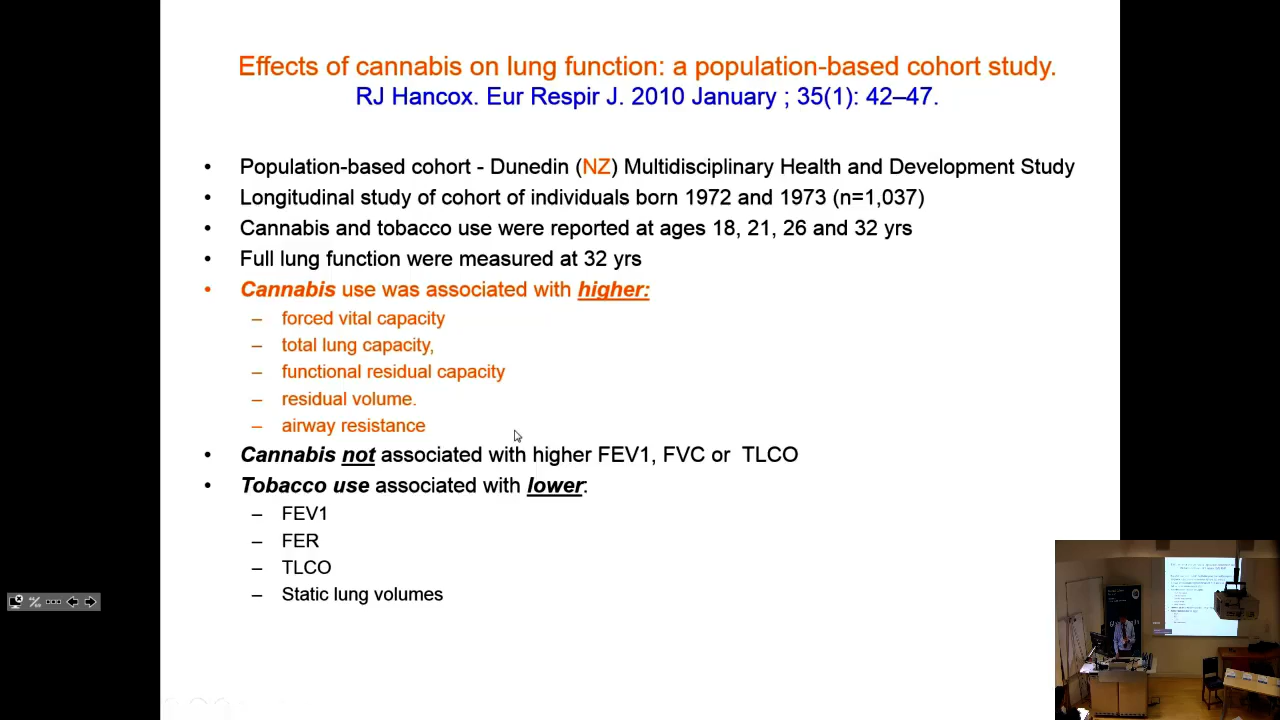 Effects of cannabis on lung function: a population-based cohort study.
RJ Hancox. Eur Respir J. 2010 January ; 35(1): 42–47.
• Population-based cohort - Dunedin (NZ) Multidisciplinary Health and Development Study
• Longitudinal study of cohort of individuals born 1972 and 1973 (n=1,037)
• Cannabis and tobacco use were reported at ages 18, 21, 26 and 32 yrs
• Full lung function were measured at 32 yrs
• Cannabis use was associated with higher:
– forced vital capacity
– total lung capacity,
– functional residual capacity
– residual volume.
– airway resistance
• Cannabis not associated with higher FEV1, FVC or TLCO
• Tobacco use associated with lower:
– FEV1
– FER
– TLCO
– Static lung volumes